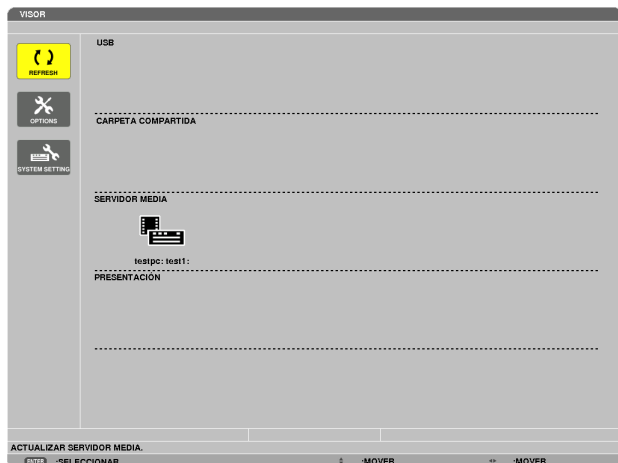 VISOR
USB
REFRESH
OPTIONS
CARPETA COMPARTIDA
SYSTEM SETTING
SERVIDOR MEDIA
testpc: test1:
PRESENTACIÓN
ACTUALIZAR SERVIDOR MEDIA.
ENTER :SELECCIONAR :MOVER :MOVER